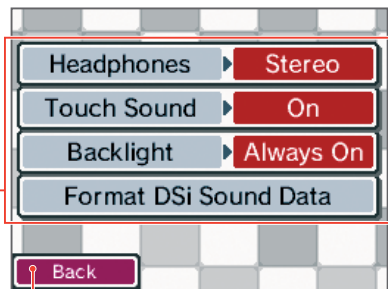 Headphones Stereo
Touch Sound On
Backlight Always On
Format DSi Sound Data
Back